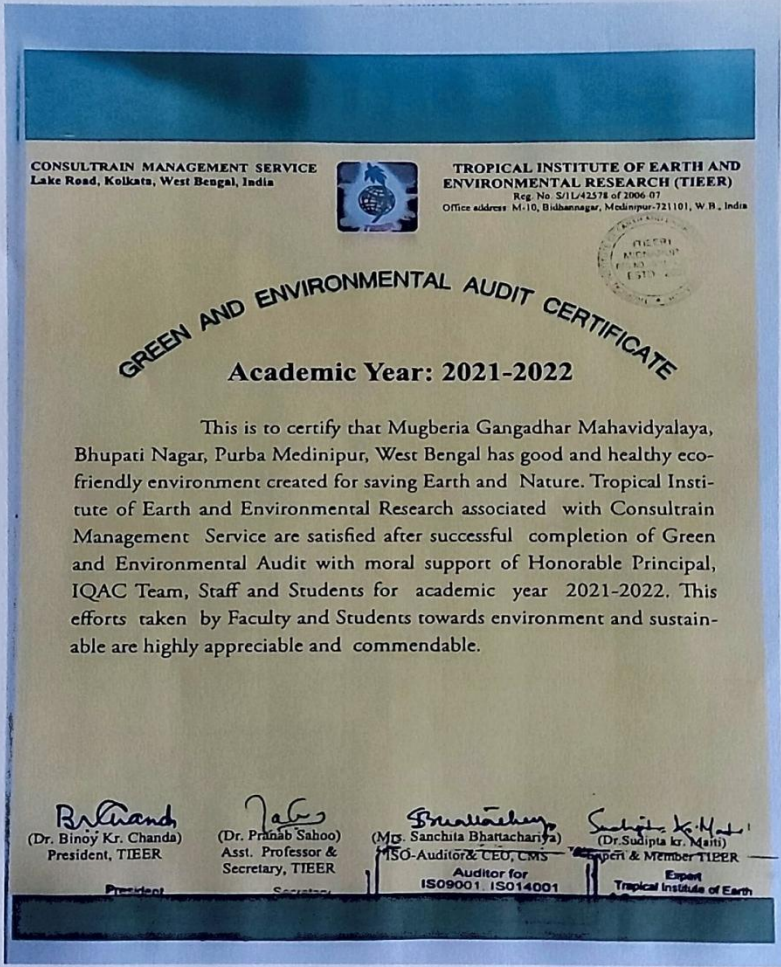 CONSULTRAIN MANAGEMENT SERVICE
Lake Road, Kolkata, West Bengal, India
TROPICAL INSTITUTE OF EARTH AND
ENVIRONMENTAL RESEARCH (TIEER)
Reg. No. S/1L/42578 of 2006-07
Office address: M-10, Bidhannagar, Medinipur-721101, W.B., India
GREEN AND ENVIRONMENTAL AUDIT CERTIFICATE
Academic Year: 2021-2022
This is to certify that Mugberia Gangadhar Mahavidyalaya,
Bhupati Nagar, Purba Medinipur, West Bengal has good and healthy eco-
friendly environment created for saving Earth and Nature. Tropical Insti-
tute of Earth and Environmental Research associated with Consultrain
Management Service are satisfied after successful completion of Green
and Environmental Audit with moral support of Honorable Principal,
IQAC Team, Staff and Students for academic year 2021-2022. This
efforts taken by Faculty and Students towards environment and sustain-
able are highly appreciable and commendable.
(Dr. Binoy Kr. Chanda)
President, TIEER
President
(Dr. Pranab Sahoo)
Asst. Professor &
Secretary, TIEER
Secretary
(Ms. Sanchita Bhattachariya)
ISO-Auditor& CEO, CMS
Auditor for
IS09001, IS014001
(Dr.Sudipta kr. Maiti)
Expert & Member TIEER
Expert
Trapical Institute of Earth